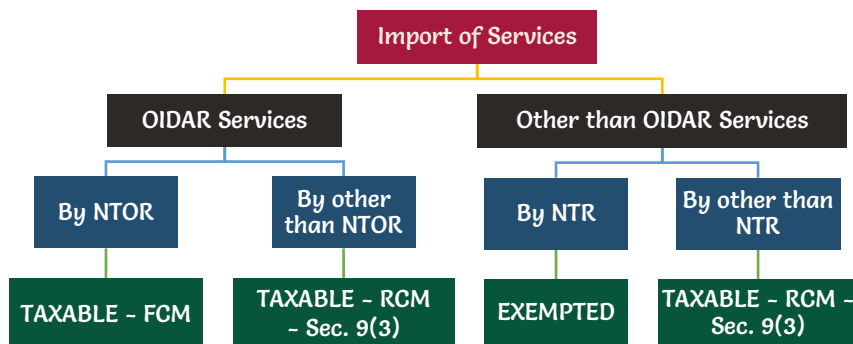 Import of Services
OIDAR Services
Other than OIDAR Services
By NTOR
By other
than NTOR
By NTR
By other than
NTR
TAXABLE - FCM
TAXABLE - RCM
- Sec. 9(3)
EXEMPTED
TAXABLE - RCM -
Sec. 9(3)